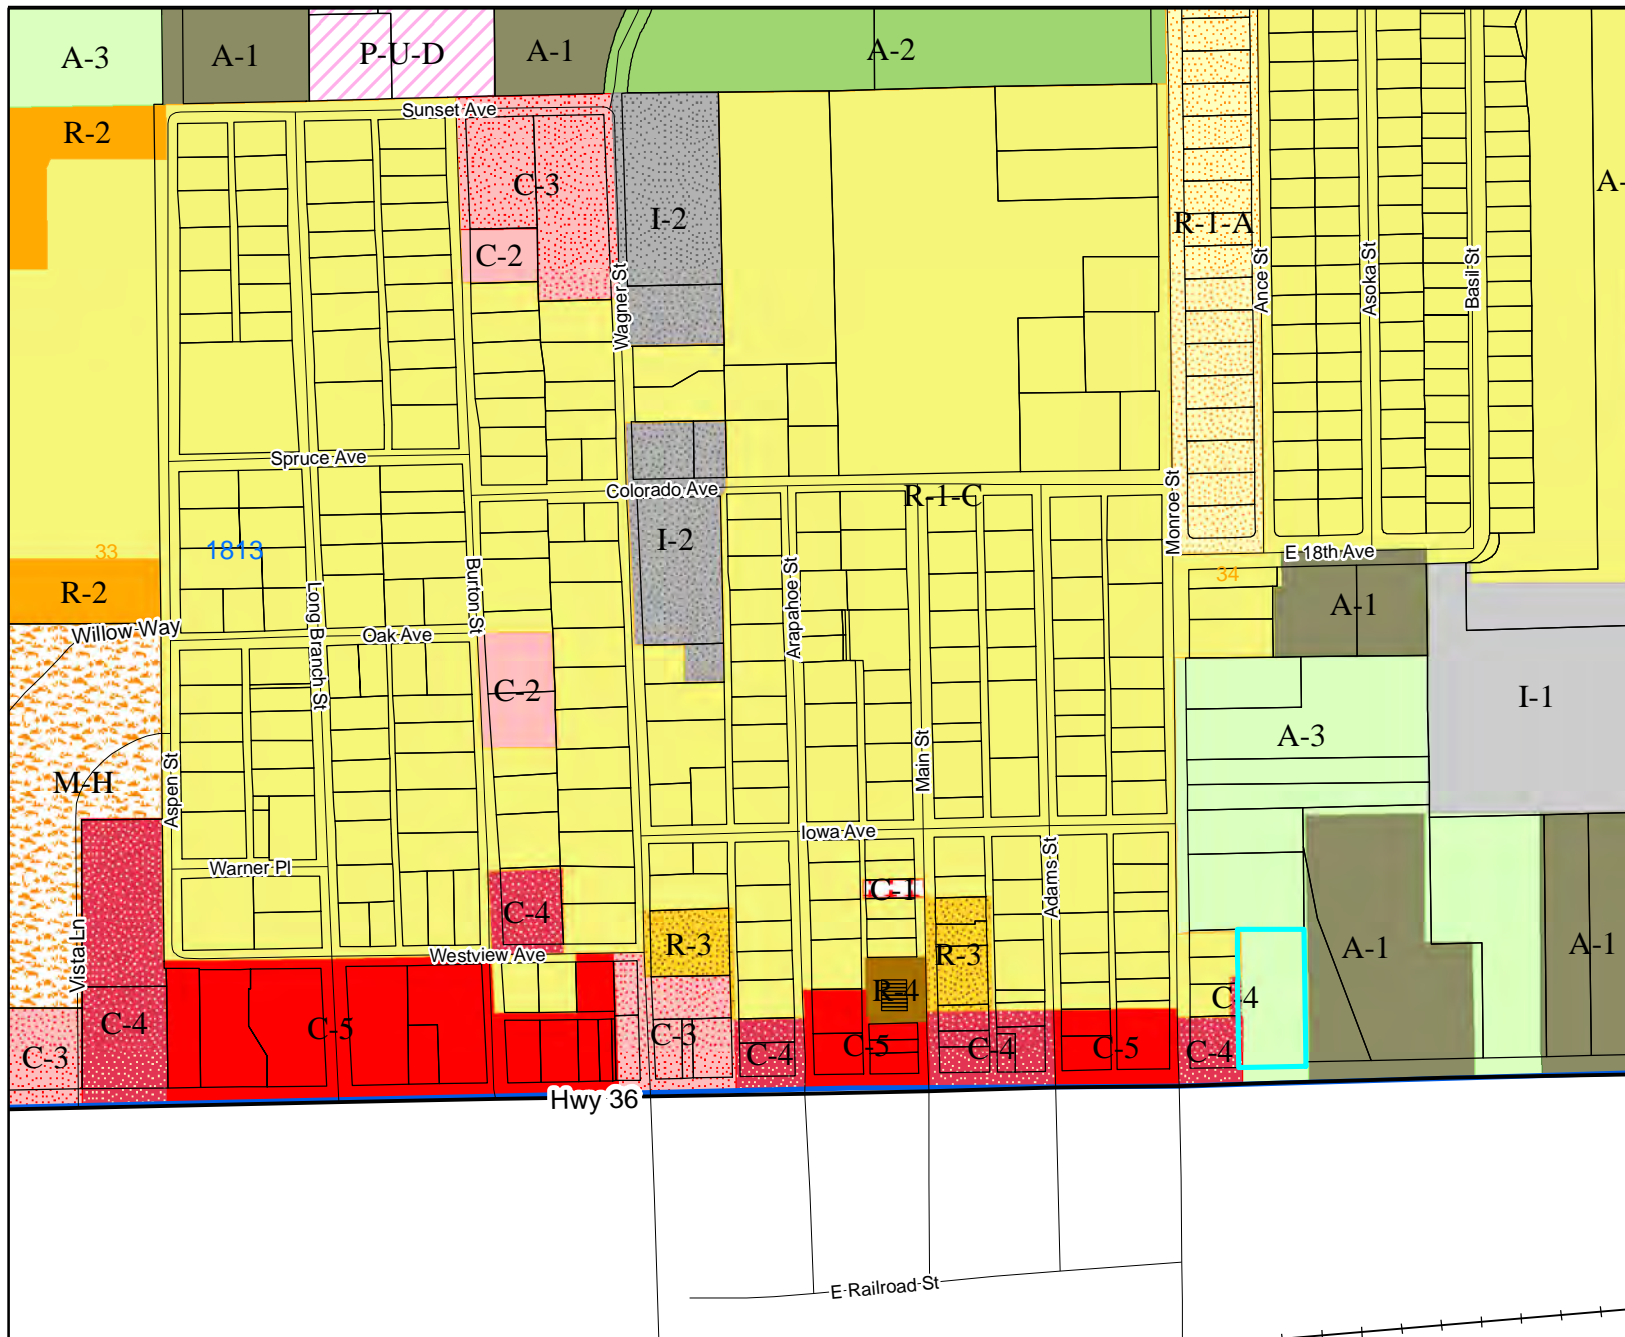 A-3
A-1
P-U-D
A-1
A-2
Sunset Ave
R-2
C-3
A-
I-2
R-1-A
C-2
Wagner St
Ance St
Asoka St
Basil St
Spruce Ave
Colorado Ave
R-1-C
Monroe St
33
1813
I-2
E 18th Ave
34
R-2
Burton St
Long Branch St
Arapahoe St
A-1
Willow Way
Oak Ave
C-2
I-1
A-3
M-H
Aspen St
Main St
Iowa Ave
Warner Pl
Adams St
C-1
C-4
Vista Ln
Westview Ave
R-3
R-3
A-1
A-1
R-4
C-4
C-4
C-5
C-3
C-3
C-4
C-5
C-4
C-5
C-4
Hwy 36
E Railroad St